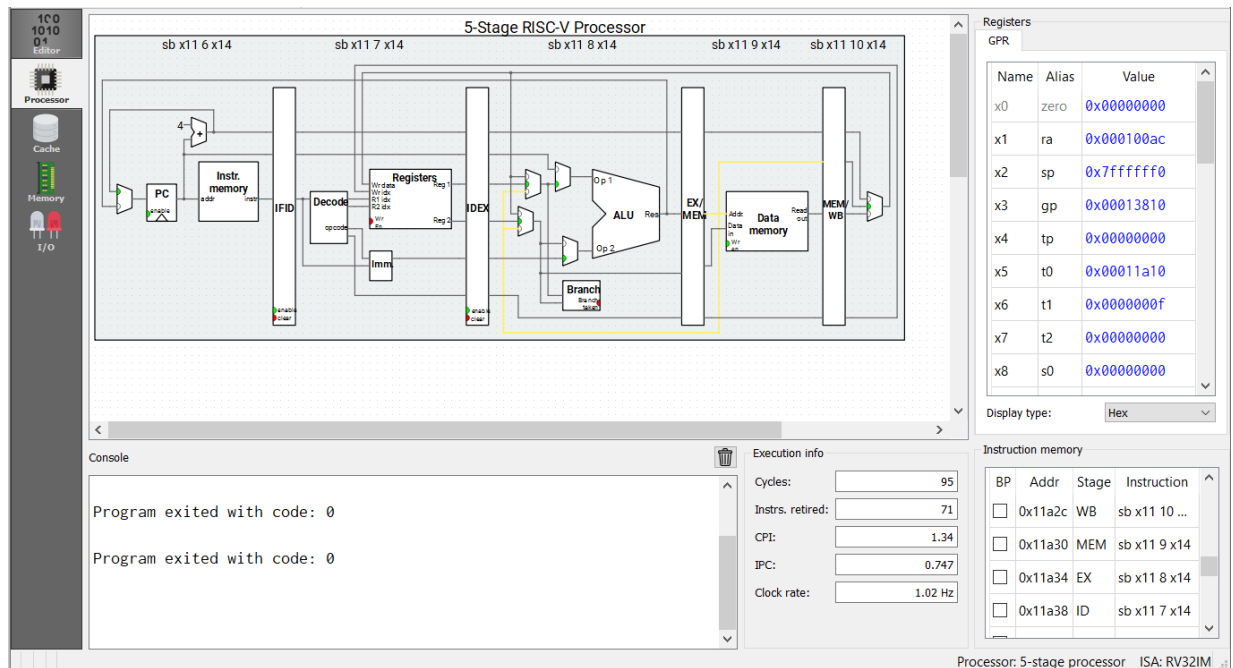 100
1010
01
Editor
Processor
Cache
Memory
I/O
5-Stage RISC-V Processor
sb x11 6 x14
sb x11 7 x14
sb x11 8 x14
sb x11 9 x14
sb x11 10 x14
4
+
PC
enable
Instr.
memory
addr
instr
IFID
enable
clear
Decode
opcode
Registers
Wr data
Wr idx
R1 idx
R2 idx
Wr
En
Reg 1
Reg 2
Imm.
IDEX
enable
clear
Op 1
ALU
Res
Op 2
Branch
Branch
taken
EX/
MEM
Addr
Data
in
Wr
en
Data
memory
Read
out
MEM/
WB
Console
Program exited with code: 0
Program exited with code: 0
Execution info
Cycles: 95
Instrs. retired: 71
CPI: 1.34
IPC: 0.747
Clock rate: 1.02 Hz
Registers
GPR
Name Alias Value
x0 zero 0x00000000
x1 ra 0x000100ac
x2 sp 0x7ffffff0
x3 gp 0x00013810
x4 tp 0x00000000
x5 t0 0x00011a10
x6 t1 0x0000000f
x7 t2 0x00000000
x8 s0 0x00000000
Display type: Hex
Instruction memory
BP Addr Stage Instruction
0x11a2c WB sb x11 10 ...
0x11a30 MEM sb x11 9 x14
0x11a34 EX sb x11 8 x14
0x11a38 ID sb x11 7 x14
Processor: 5-stage processor ISA: RV32IM